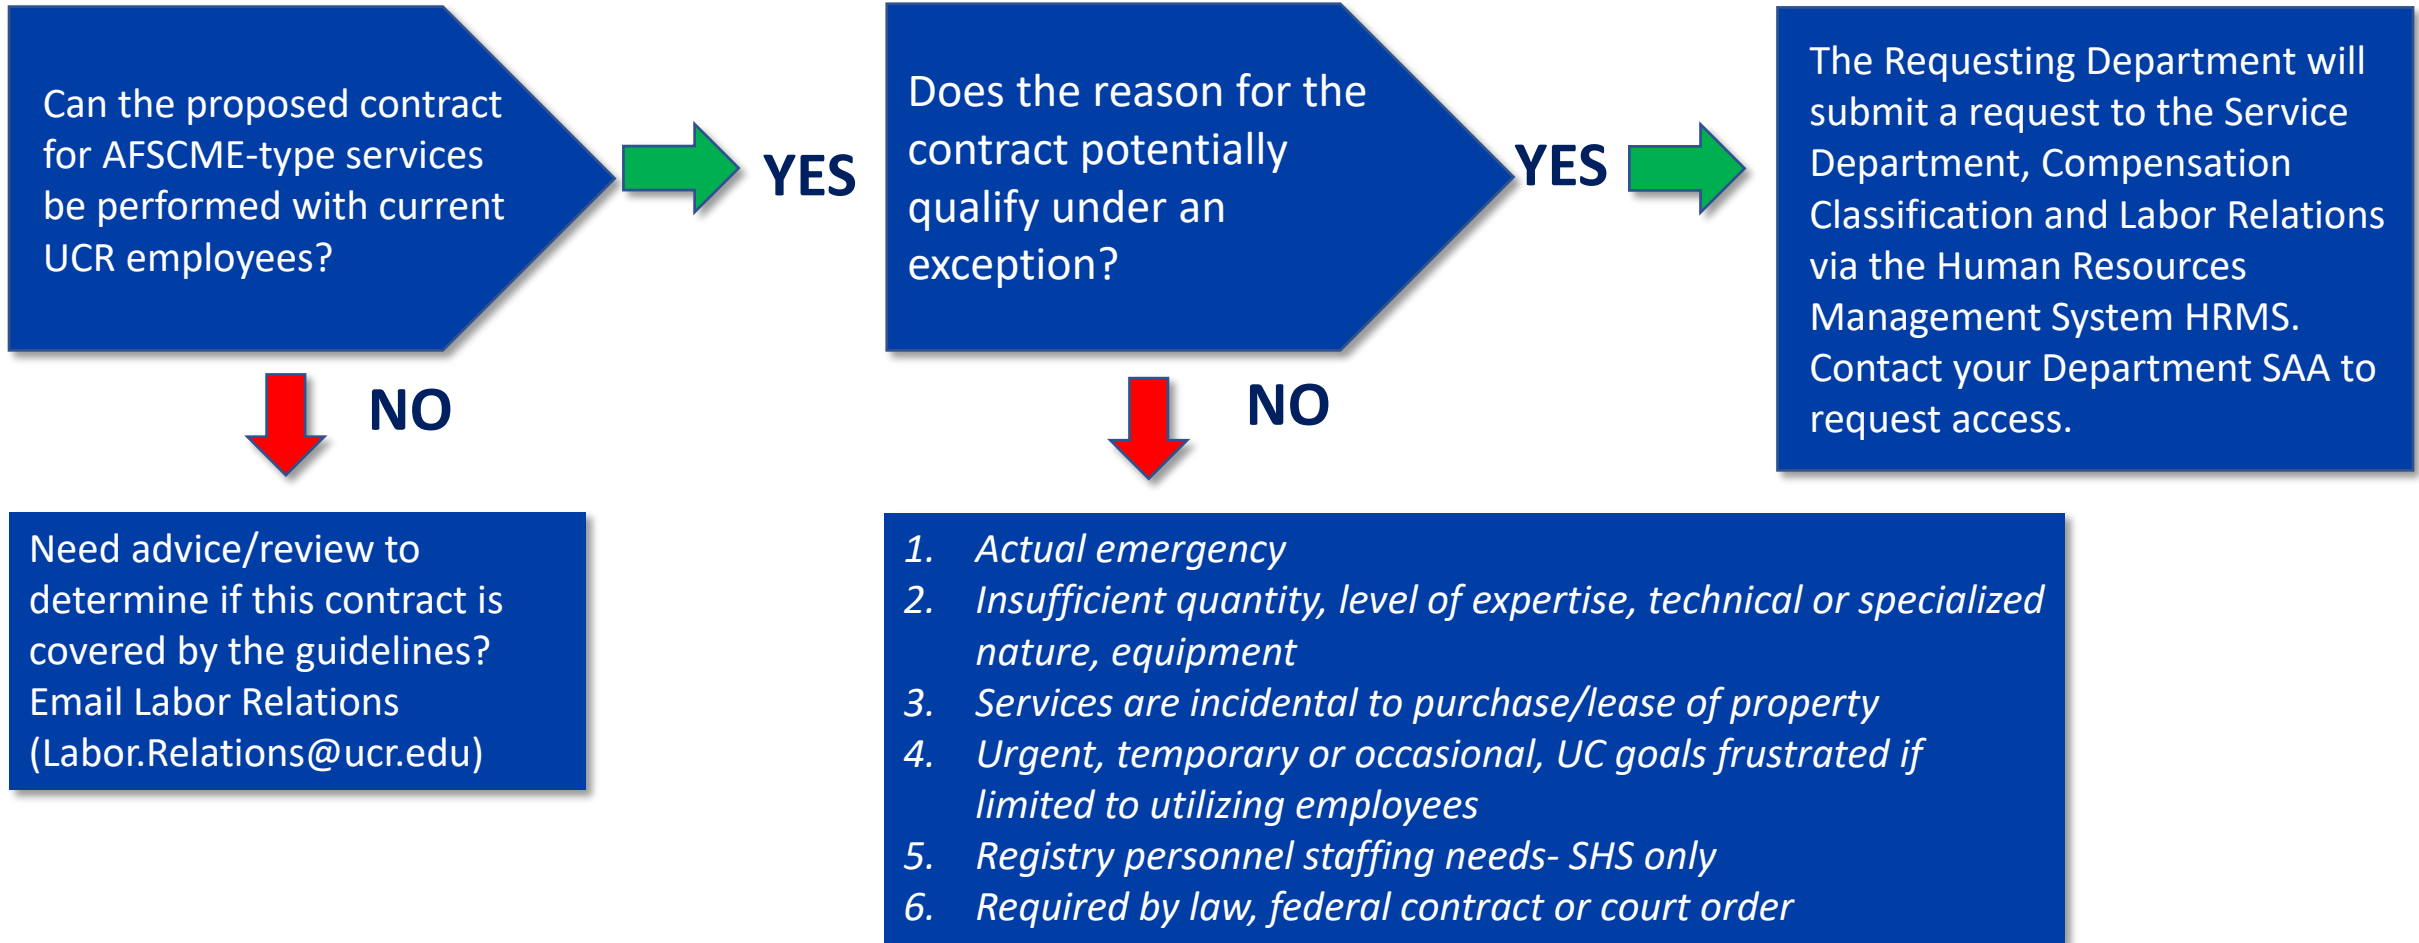 Can the proposed contract
for AFSCME-type services
be performed with current
UCR employees?
YES
Does the reason for the
contract potentially
qualify under an
exception?
YES
The Requesting Department will
submit a request to the Service
Department, Compensation
Classification and Labor Relations
via the Human Resources
Management System HRMS.
Contact your Department SAA to
request access.
NO
NO
Need advice/review to
determine if this contract is
covered by the guidelines?
Email Labor Relations
(Labor.Relations@ucr.edu)
1. Actual emergency
2. Insufficient quantity, level of expertise, technical or specialized
nature, equipment
3. Services are incidental to purchase/lease of property
4. Urgent, temporary or occasional, UC goals frustrated if
limited to utilizing employees
5. Registry personnel staffing needs- SHS only
6. Required by law, federal contract or court order